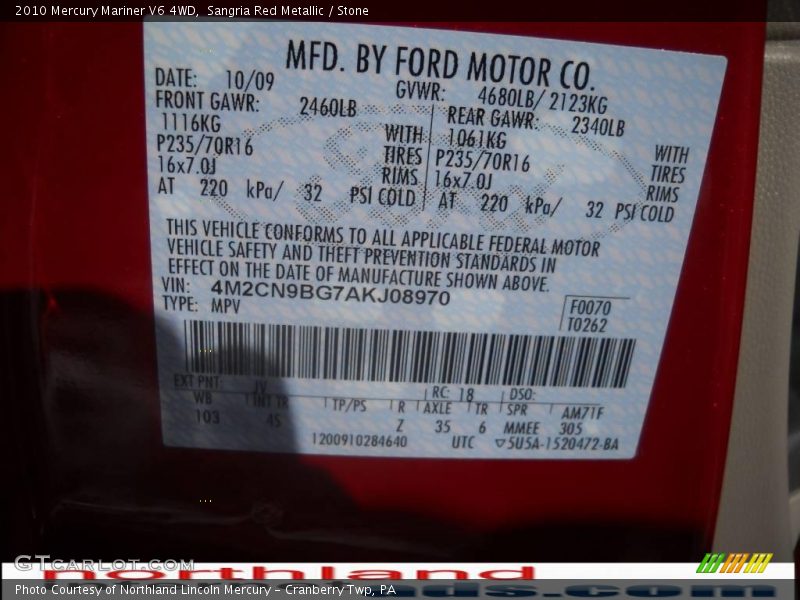 2010 Mercury Mariner V6 4WD, Sangria Red Metallic / Stone
MFD. BY FORD MOTOR CO.
DATE: 10/09 GVWR: 4680LB/ 2123KG
FRONT GAWR: 2460LB REAR GAWR: 2340LB
1116KG WITH 1061KG WITH
P235/70R16 TIRES P235/70R16 TIRES
16x7.0J RIMS 16x7.0J RIMS
AT 220 kPa/ 32 PSI COLD AT 220 kPa/ 32 PSI COLD
THIS VEHICLE CONFORMS TO ALL APPLICABLE FEDERAL MOTOR
VEHICLE SAFETY AND THEFT PREVENTION STANDARDS IN
EFFECT ON THE DATE OF MANUFACTURE SHOWN ABOVE.
VIN: 4M2CN9BG7AKJ08970
TYPE: MPV
F0070
T0262
EXT PNT: JV RC: 18 DSO:
WB INT TR TP/PS R AXLE TR SPR AM71F
103 4S Z 35 6 MMEE 305
1200910284640 UTC 5U5A-1520472-BA
GTCarLot.com
northland
Photo Courtesy of Northland Lincoln Mercury - Cranberry Twp, PA